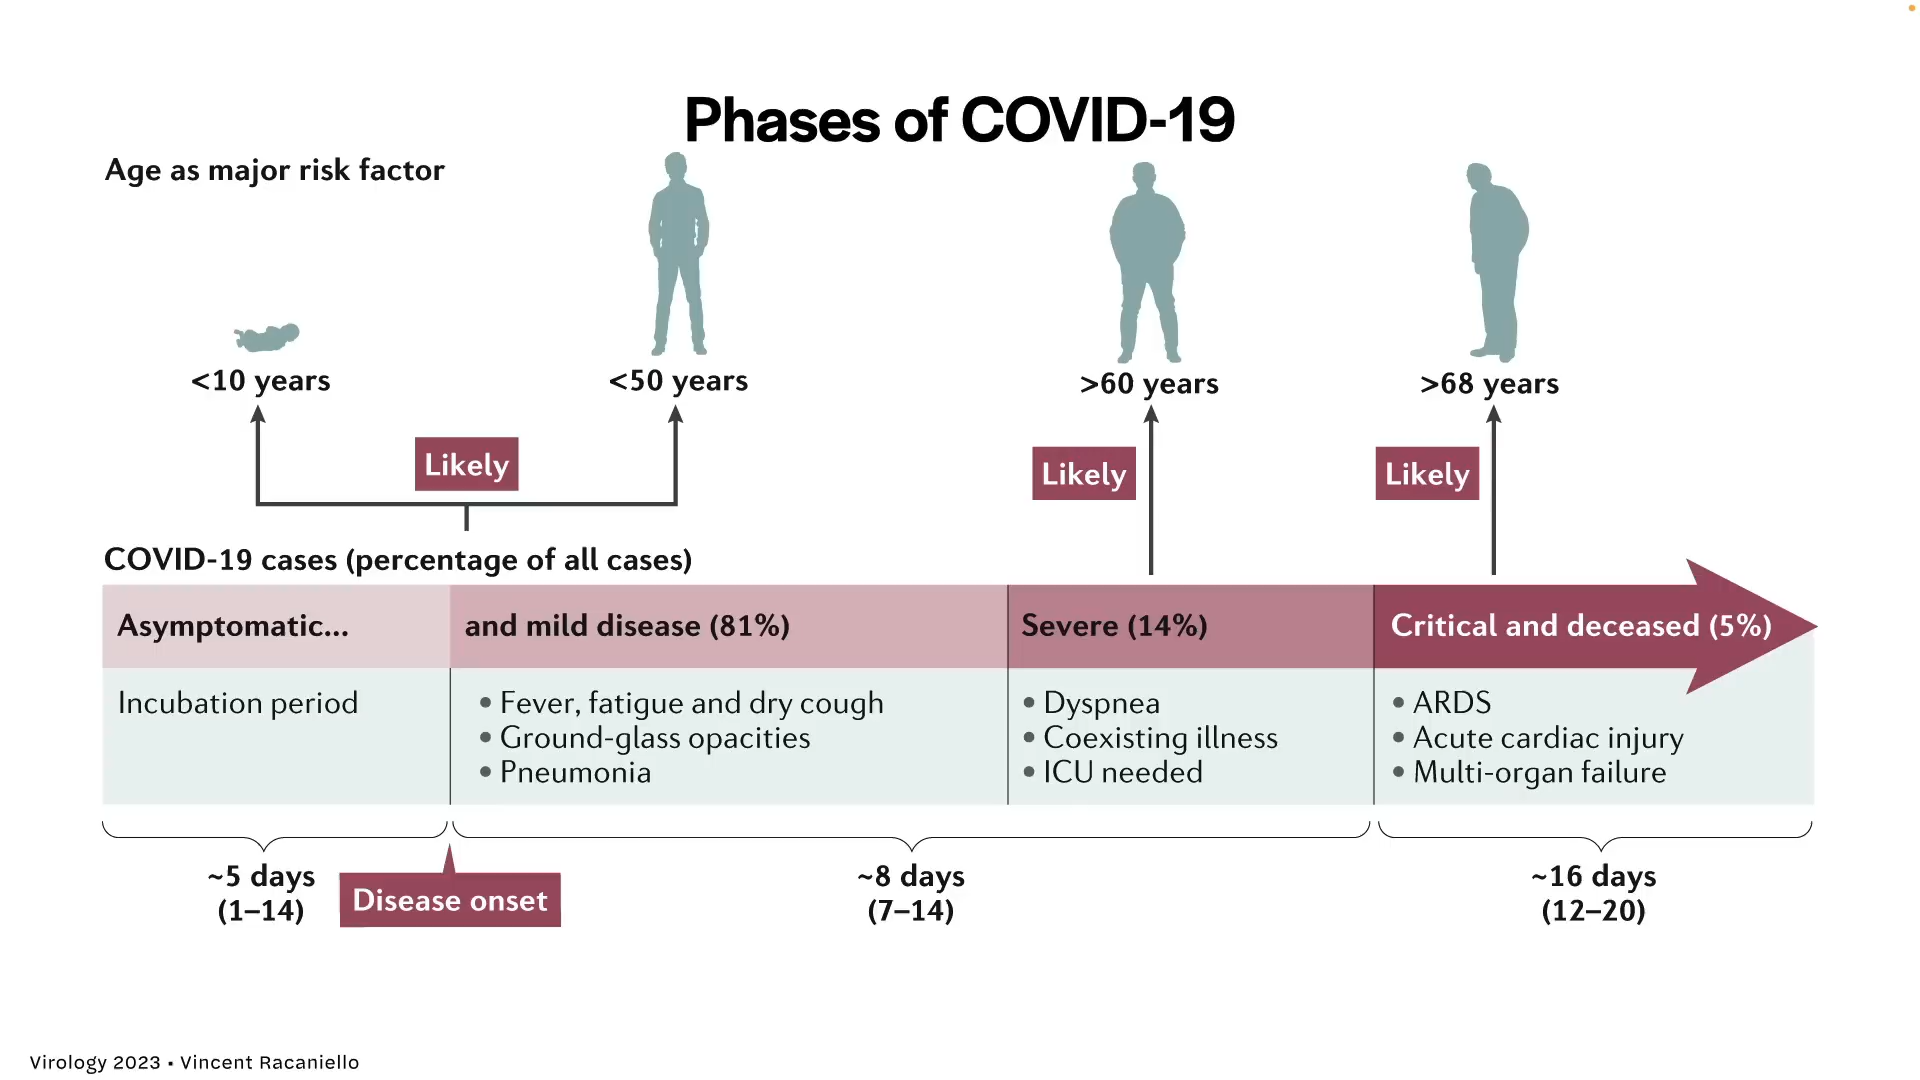 Phases of COVID-19
Age as major risk factor
<10 years
<50 years
>60 years
>68 years
Likely
Likely
Likely
COVID-19 cases (percentage of all cases)
Asymptomatic...
and mild disease (81%)
Severe (14%)
Critical and deceased (5%)
Incubation period
• Fever, fatigue and dry cough
• Ground-glass opacities
• Pneumonia
• Dyspnea
• Coexisting illness
• ICU needed
• ARDS
• Acute cardiac injury
• Multi-organ failure
~5 days
(1–14)
Disease onset
~8 days
(7–14)
~16 days
(12–20)
Virology 2023 • Vincent Racaniello